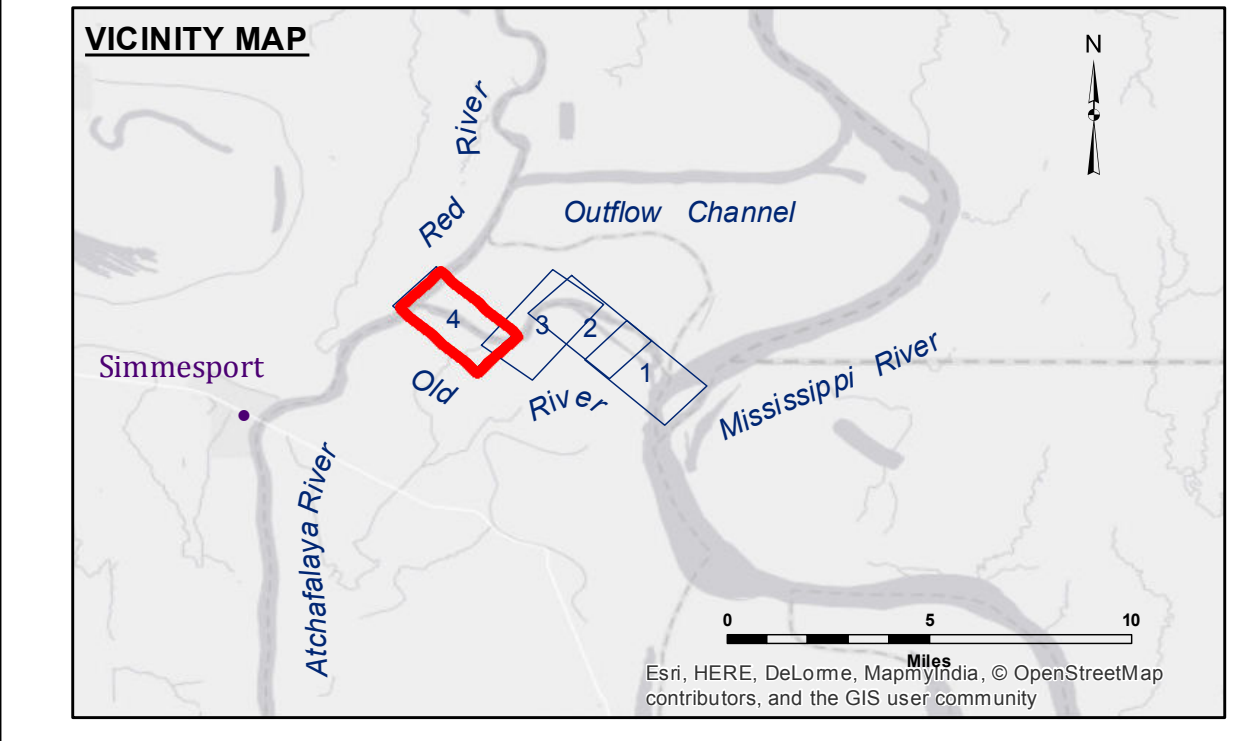 VICINITY MAP
N
Red River
Outflow Channel
4
3
2
1
Simmesport
Old River
Mississippi River
Atchafalaya River
0 5 10
Miles
Esri, HERE, DeLorme, MapmyIndia, © OpenStreetMap
contributors, and the GIS user community